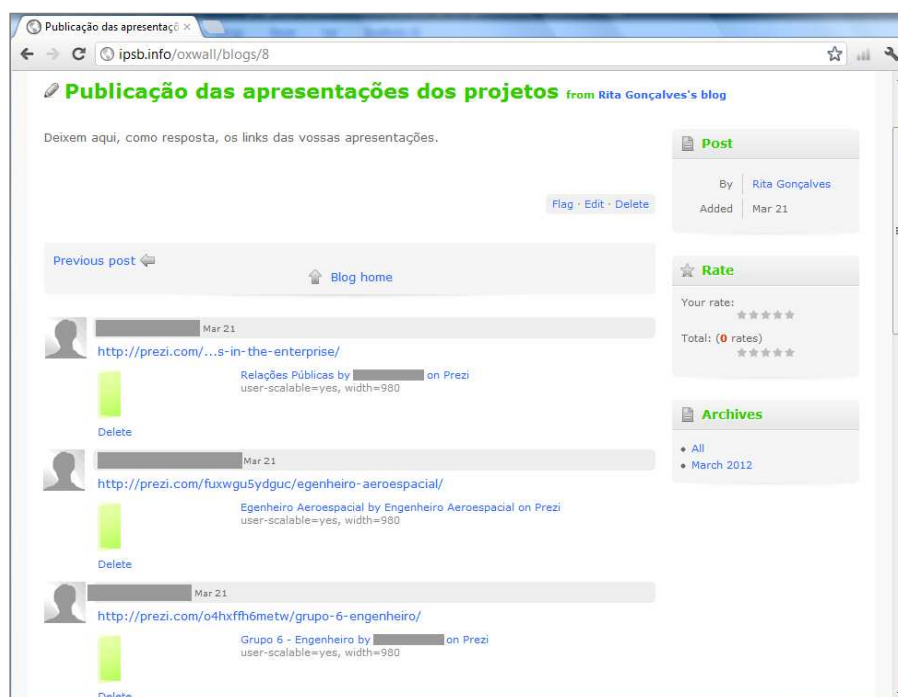 Publicação das apresentaçõ ×
ipsb.info/oxwall/blogs/8
Publicação das apresentações dos projetos from Rita Gonçalves's blog
Deixem aqui, como resposta, os links das vossas apresentações.
Flag · Edit · Delete
Previous post
Blog home
Mar 21
http://prezi.com/...s-in-the-enterprise/
Relações Públicas by on Prezi
user-scalable=yes, width=980
Delete
Mar 21
http://prezi.com/fuxwgu5ydguc/egenheiro-aeroespacial/
Egenheiro Aeroespacial by Engenheiro Aeroespacial on Prezi
user-scalable=yes, width=980
Delete
Mar 21
http://prezi.com/o4hxffh6metw/grupo-6-engenheiro/
Grupo 6 - Engenheiro by on Prezi
user-scalable=yes, width=980
Delete
Post
By Rita Gonçalves
Added Mar 21
Rate
Your rate:
Total: (0 rates)
Archives
• All
• March 2012